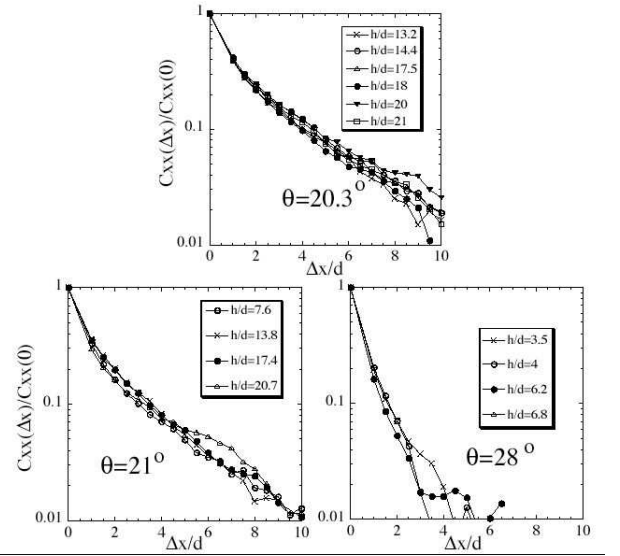 1
0.1
0.01
Cxx(Δx)/Cxx(0)
h/d=13.2
h/d=14.4
h/d=17.5
h/d=18
h/d=20
h/d=21
θ=20.3°
0 2 4 6 8 10
Δx/d
1
0.1
0.01
Cxx(Δx)/Cxx(0)
h/d=7.6
h/d=13.8
h/d=17.4
h/d=20.7
θ=21°
0 2 4 6 8 10
Δx/d
1
0.1
0.01
h/d=3.5
h/d=4
h/d=6.2
h/d=6.8
θ=28°
0 2 4 6 8 10
Δx/d